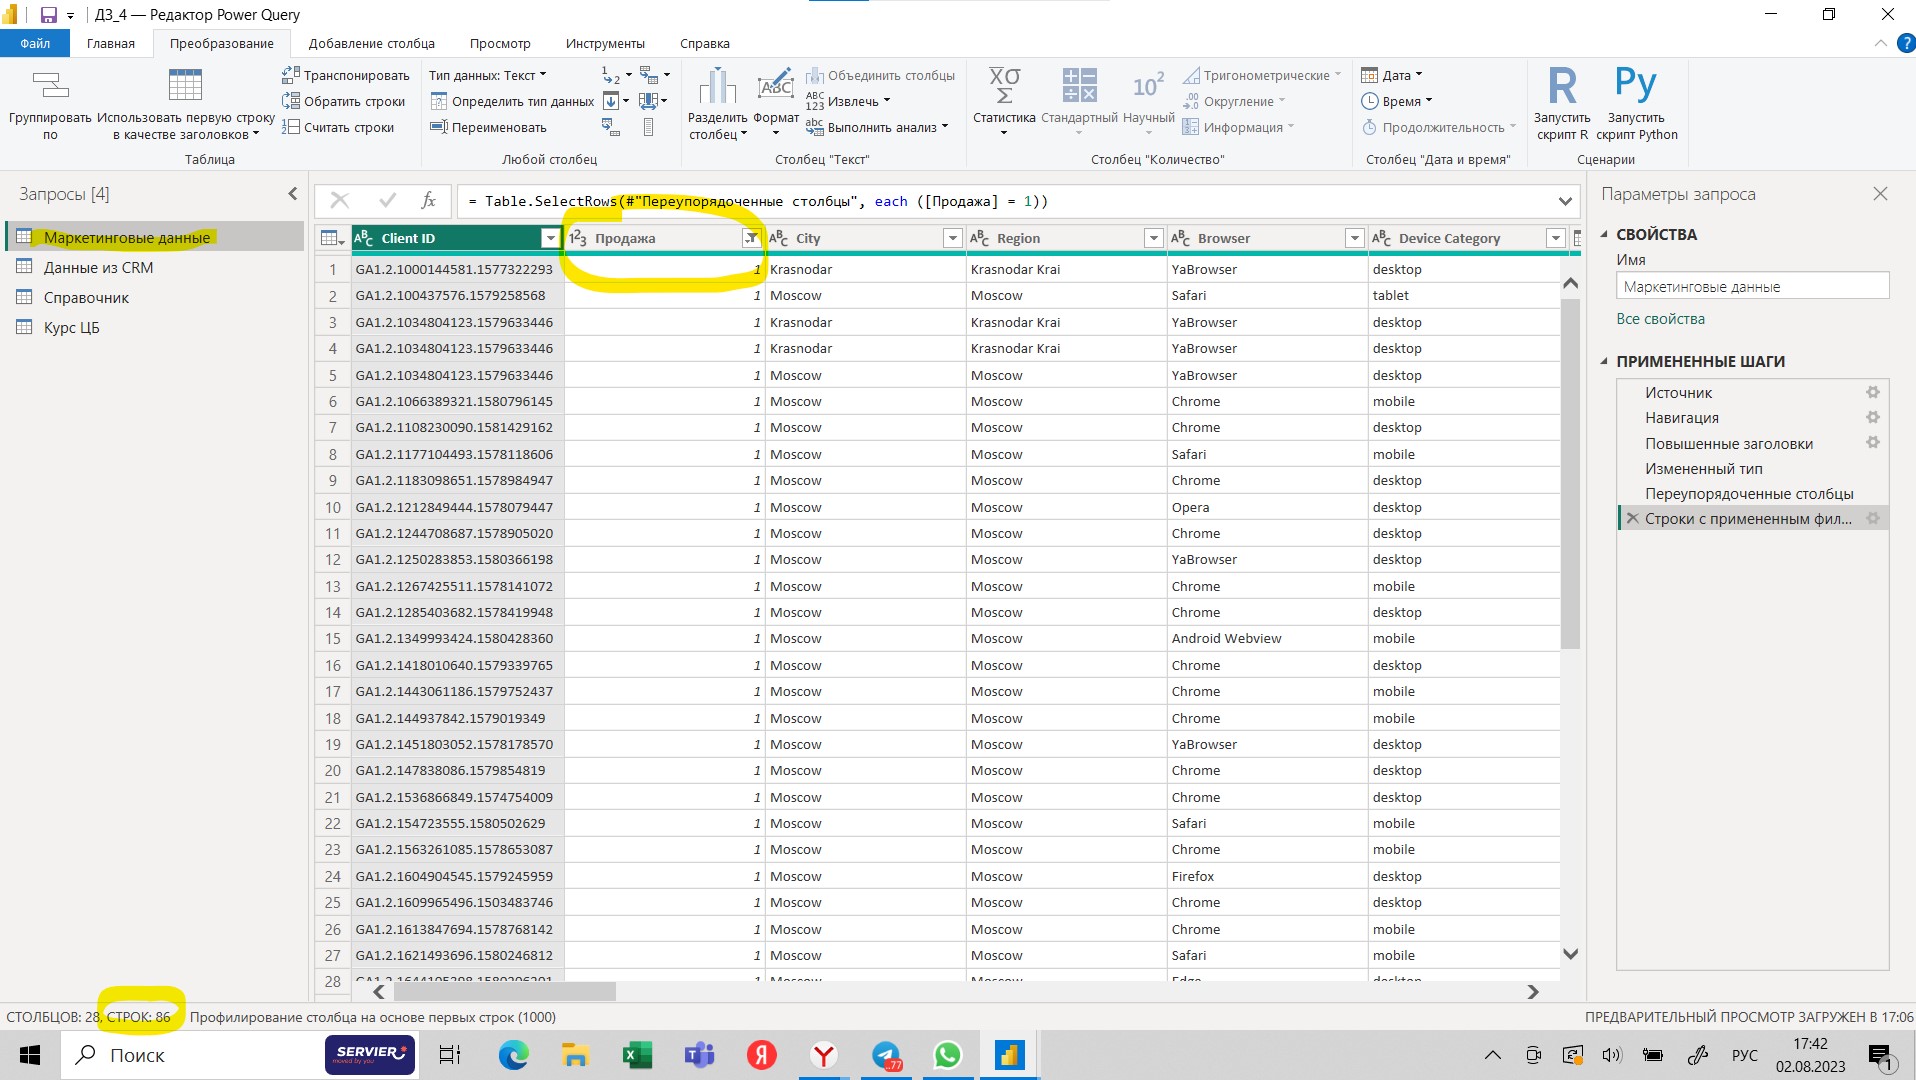 ДЗ_4 — Редактор Power Query
Файл Главная Преобразование Добавление столбца Просмотр Инструменты Справка
Группировать по
Использовать первую строку в качестве заголовков
Транспонировать
Обратить строки
Считать строки
Таблица
Тип данных: Текст
Определить тип данных
Переименовать
Любой столбец
Разделить столбец
Формат
Объединить столбцы
Извлечь
Выполнить анализ
Столбец "Текст"
Статистика
Стандартный
Научный
Тригонометрические
Округление
Информация
Столбец "Количество"
Дата
Время
Продолжительность
Столбец "Дата и время"
Запустить скрипт R
Запустить скрипт Python
Сценарии
Запросы [4]
Маркетинговые данные
Данные из CRM
Справочник
Курс ЦБ
= Table.SelectRows(#"Переупорядоченные столбцы", each ([Продажа] = 1))
Client ID Продажа City Region Browser Device Category
1 GA1.2.1000144581.1577322293 1 Krasnodar Krasnodar Krai YaBrowser desktop
2 GA1.2.100437576.1579258568 1 Moscow Moscow Safari tablet
3 GA1.2.1034804123.1579633446 1 Krasnodar Krasnodar Krai YaBrowser desktop
4 GA1.2.1034804123.1579633446 1 Krasnodar Krasnodar Krai YaBrowser desktop
5 GA1.2.1034804123.1579633446 1 Moscow Moscow YaBrowser desktop
6 GA1.2.1066389321.1580796145 1 Moscow Moscow Chrome mobile
7 GA1.2.1108230090.1581429162 1 Moscow Moscow Chrome desktop
8 GA1.2.1177104493.1578118606 1 Moscow Moscow Safari mobile
9 GA1.2.1183098651.1578984947 1 Moscow Moscow Chrome desktop
10 GA1.2.1212849444.1578079447 1 Moscow Moscow Opera desktop
11 GA1.2.1244708687.1578905020 1 Moscow Moscow Chrome desktop
12 GA1.2.1250283853.1580366198 1 Moscow Moscow YaBrowser desktop
13 GA1.2.1267425511.1578141072 1 Moscow Moscow Chrome mobile
14 GA1.2.1285403682.1578419948 1 Moscow Moscow Chrome desktop
15 GA1.2.1349993424.1580428360 1 Moscow Moscow Android Webview mobile
16 GA1.2.1418010640.1579339765 1 Moscow Moscow Chrome desktop
17 GA1.2.1443061186.1579752437 1 Moscow Moscow Chrome mobile
18 GA1.2.144937842.1579019349 1 Moscow Moscow Chrome mobile
19 GA1.2.1451803052.1578178570 1 Moscow Moscow YaBrowser desktop
20 GA1.2.147838086.1579854819 1 Moscow Moscow Chrome desktop
21 GA1.2.1536866849.1574754009 1 Moscow Moscow Chrome desktop
22 GA1.2.154723555.1580502629 1 Moscow Moscow Safari mobile
23 GA1.2.1563261085.1578653087 1 Moscow Moscow Chrome mobile
24 GA1.2.1604904545.1579245959 1 Moscow Moscow Firefox desktop
25 GA1.2.1609965496.1503483746 1 Moscow Moscow Chrome desktop
26 GA1.2.1613847694.1578768142 1 Moscow Moscow Chrome mobile
27 GA1.2.1621493696.1580246812 1 Moscow Moscow Safari mobile
28 1 Moscow Moscow Edge desktop
Параметры запроса
СВОЙСТВА
Имя
Маркетинговые данные
Все свойства
ПРИМЕНЕННЫЕ ШАГИ
Источник
Навигация
Повышенные заголовки
Измененный тип
Переупорядоченные столбцы
Строки с примененным фил...
СТОЛБЦОВ: 28, СТРОК: 86 Профилирование столбца на основе первых строк (1000)
ПРЕДВАРИТЕЛЬНЫЙ ПРОСМОТР ЗАГРУЖЕН В 17:06
Поиск
SERVIER
moved by you
РУС
17:42
02.08.2023
1